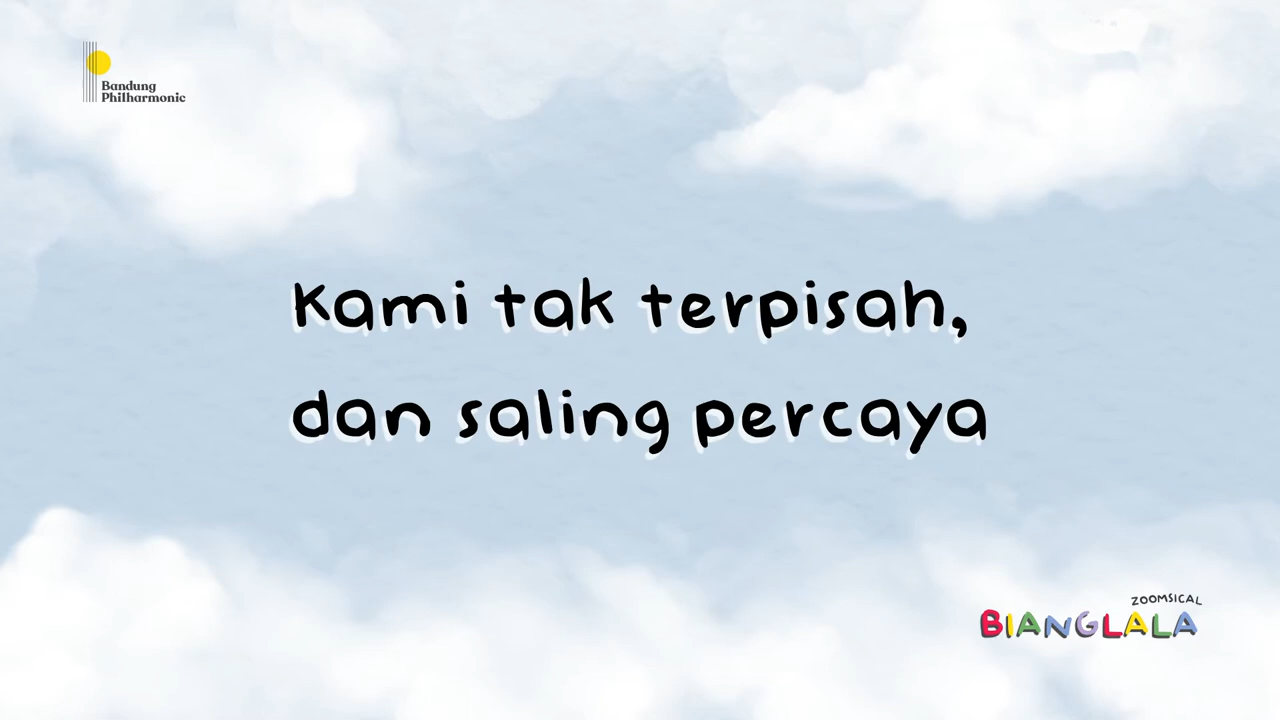 Bandung
Philharmonic
Kami tak terpisah,
dan saling percaya
ZOOMSICAL
BIANGLALA